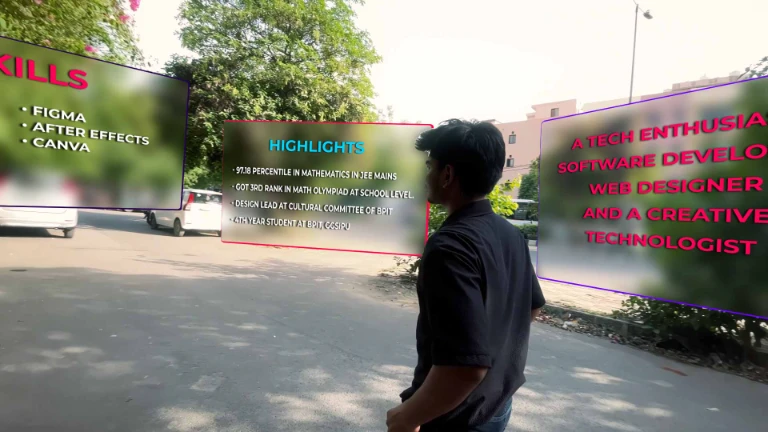 KILLS
• FIGMA
• AFTER EFFECTS
• CANVA
HIGHLIGHTS
• 97.18 PERCENTILE IN MATHEMATICS IN JEE MAINS
• GOT 3RD RANK IN MATH OLYMPIAD AT SCHOOL LEVEL.
• DESIGN LEAD AT CULTURAL COMMITTEE OF BPIT
• 4TH YEAR STUDENT AT BPIT, GGSIPU
A TECH ENTHUSIA
SOFTWARE DEVELO
WEB DESIGNER
AND A CREATIVE
TECHNOLOGIST